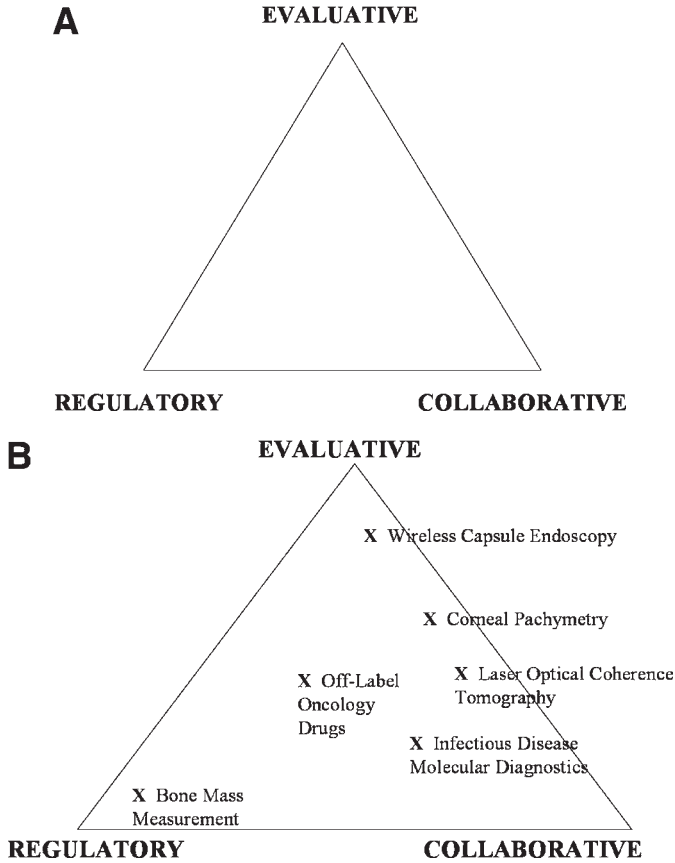 A
EVALUATIVE
REGULATORY
COLLABORATIVE
B
EVALUATIVE
X Wireless Capsule Endoscopy
X Corneal Pachymetry
X Laser Optical Coherence
Tomography
X Off-Label
Oncology
Drugs
X Infectious Disease
Molecular Diagnostics
X Bone Mass
Measurement
REGULATORY
COLLABORATIVE